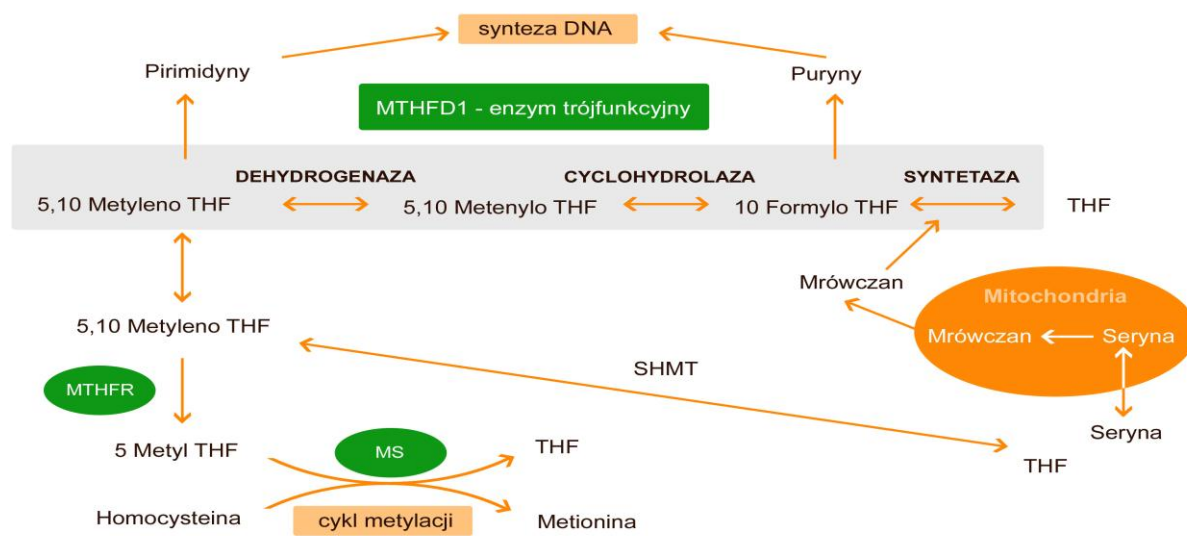 synteza DNA
Pirimidyny
Puryny
MTHFD1 - enzym trójfunkcyjny
DEHYDROGENAZA
CYCLOHYDROLAZA
SYNTETAZA
5,10 Metyleno THF
5,10 Metenylo THF
10 Formylo THF
THF
Mrówczan
Mitochondria
5,10 Metyleno THF
Mrówczan
Seryna
SHMT
MTHFR
Seryna
5 Metyl THF
MS
THF
THF
Homocysteina
cykl metylacji
Metionina